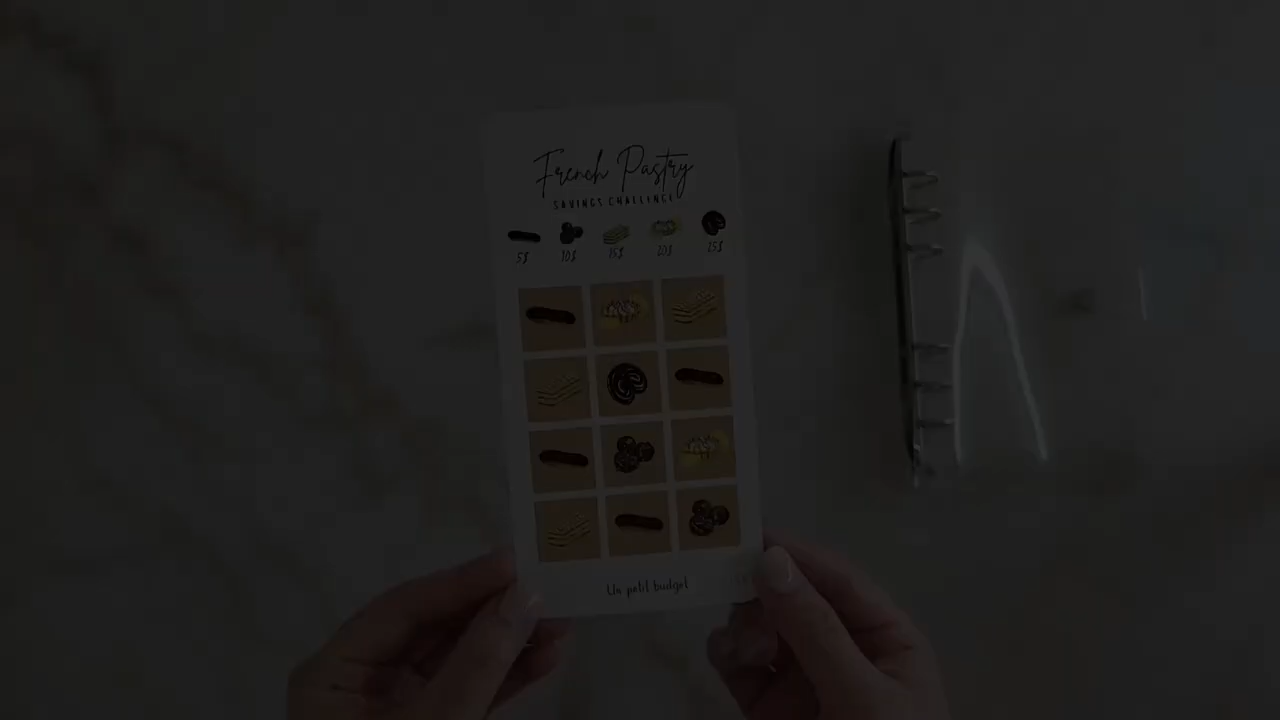 French Pastry
SAVINGS CHALLENGE
5$ 10$ 15$ 20$ 25$
Un petit budget